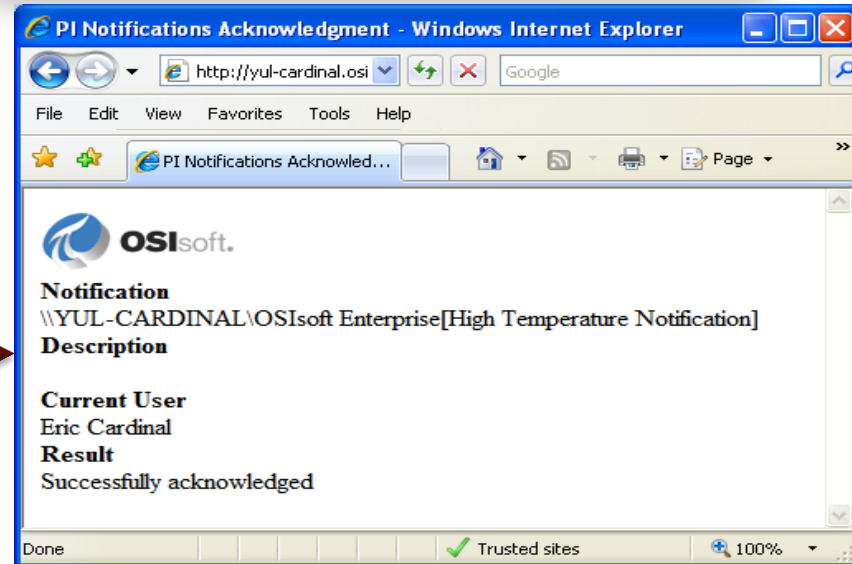 PI Notifications Acknowledgment - Windows Internet Explorer
http://yul-cardinal.osi
Google
File Edit View Favorites Tools Help
PI Notifications Acknowled... Page
OSIsoft.
Notification
\\YUL-CARDINAL\OSIsoft Enterprise[High Temperature Notification]
Description
Current User
Eric Cardinal
Result
Successfully acknowledged
Done Trusted sites 100%